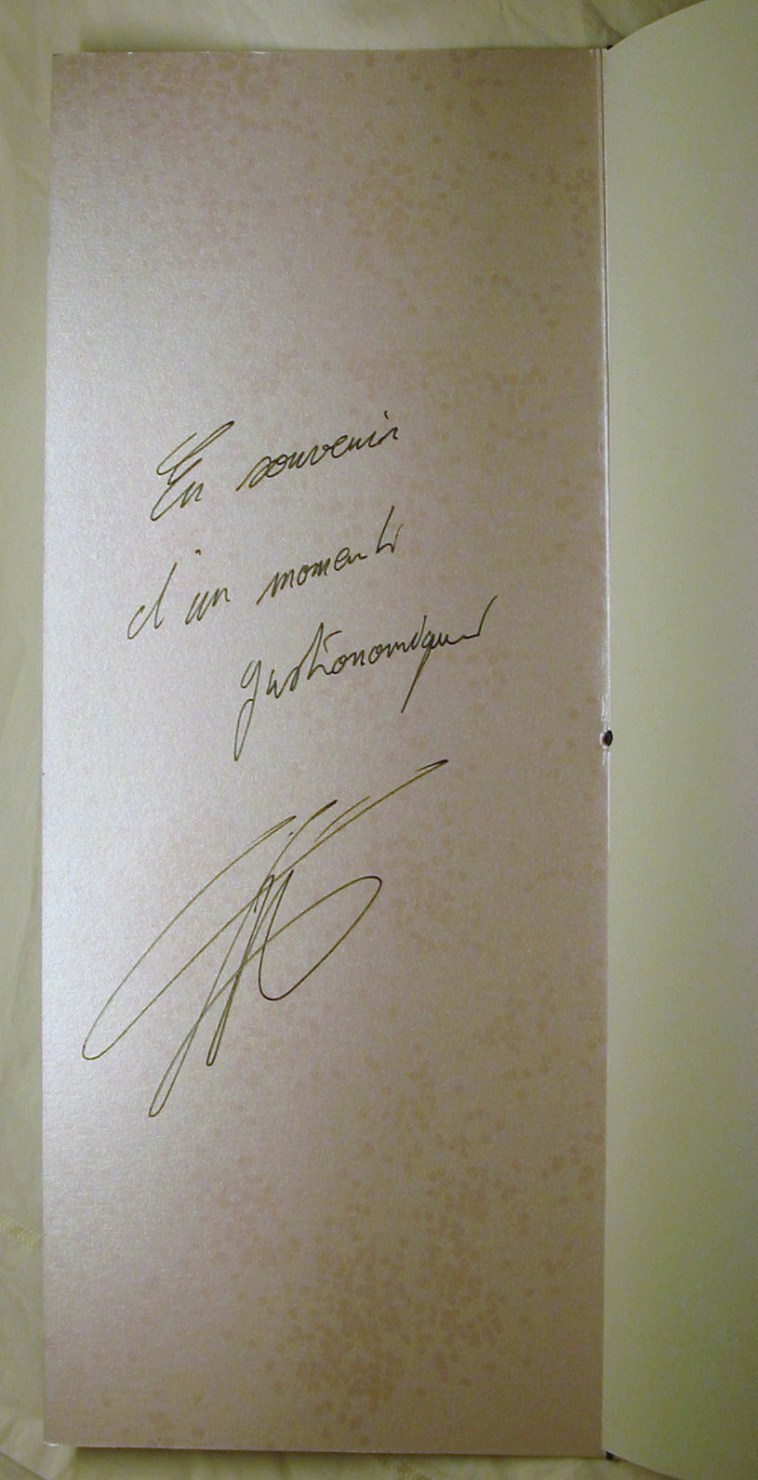 En souvenir
d'un moment
gastronomique